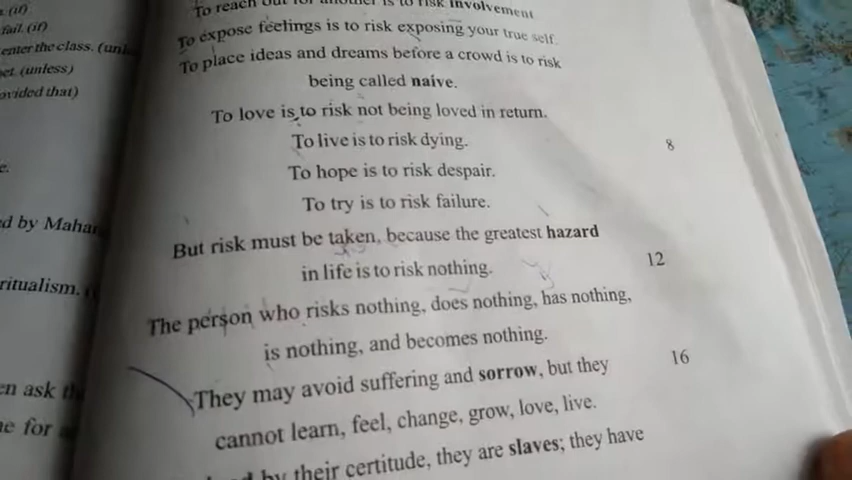 . (if)
fail. (if)
enter the class.
(unless)
ovided that)
e.
d by
ritualism.
en ask
e for
To reach out for another is to risk involvement
To expose feelings is to risk exposing your true self.
To place ideas and dreams before a crowd is to risk
being called naive.
To love is to risk not being loved in return.
To live is to risk dying. 8
To hope is to risk despair.
To try is to risk failure.
But risk must be taken, because the greatest hazard
in life is to risk nothing. 12
The person who risks nothing, does nothing, has nothing,
is nothing, and becomes nothing.
They may avoid suffering and sorrow, but they 16
cannot learn, feel, change, grow, love, live.
by their certitude, they are slaves; they have